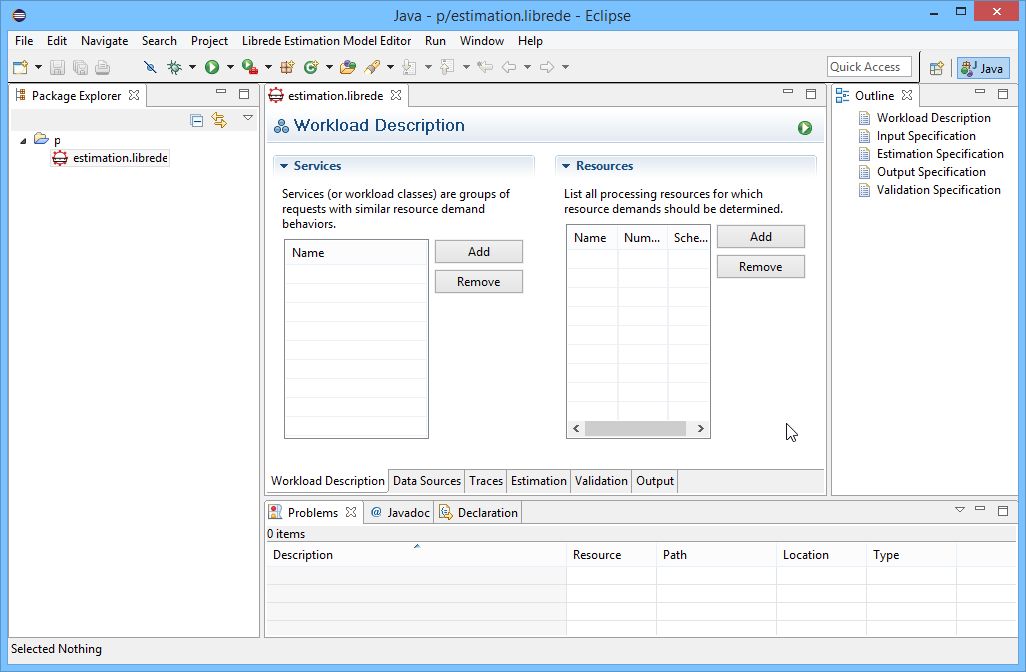 Java - p/estimation.librede - Eclipse
File Edit Navigate Search Project Librede Estimation Model Editor Run Window Help
Quick Access
Java
Package Explorer
p
estimation.librede
estimation.librede
Workload Description
Services
Services (or workload classes) are groups of
requests with similar resource demand
behaviors.
Name
Add
Remove
Resources
List all processing resources for which
resource demands should be determined.
Name Num... Sche...
Add
Remove
Workload Description Data Sources Traces Estimation Validation Output
Outline
Workload Description
Input Specification
Estimation Specification
Output Specification
Validation Specification
Problems @ Javadoc Declaration
0 items
Description Resource Path Location Type
Selected Nothing